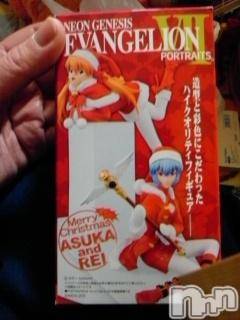 NEON GENESIS
EVANGELION
VII
PORTRAITS
造形と彩色にこだわった
ハイクオリティフィギュア
Merry
Christmas
ASUKA
and
REI